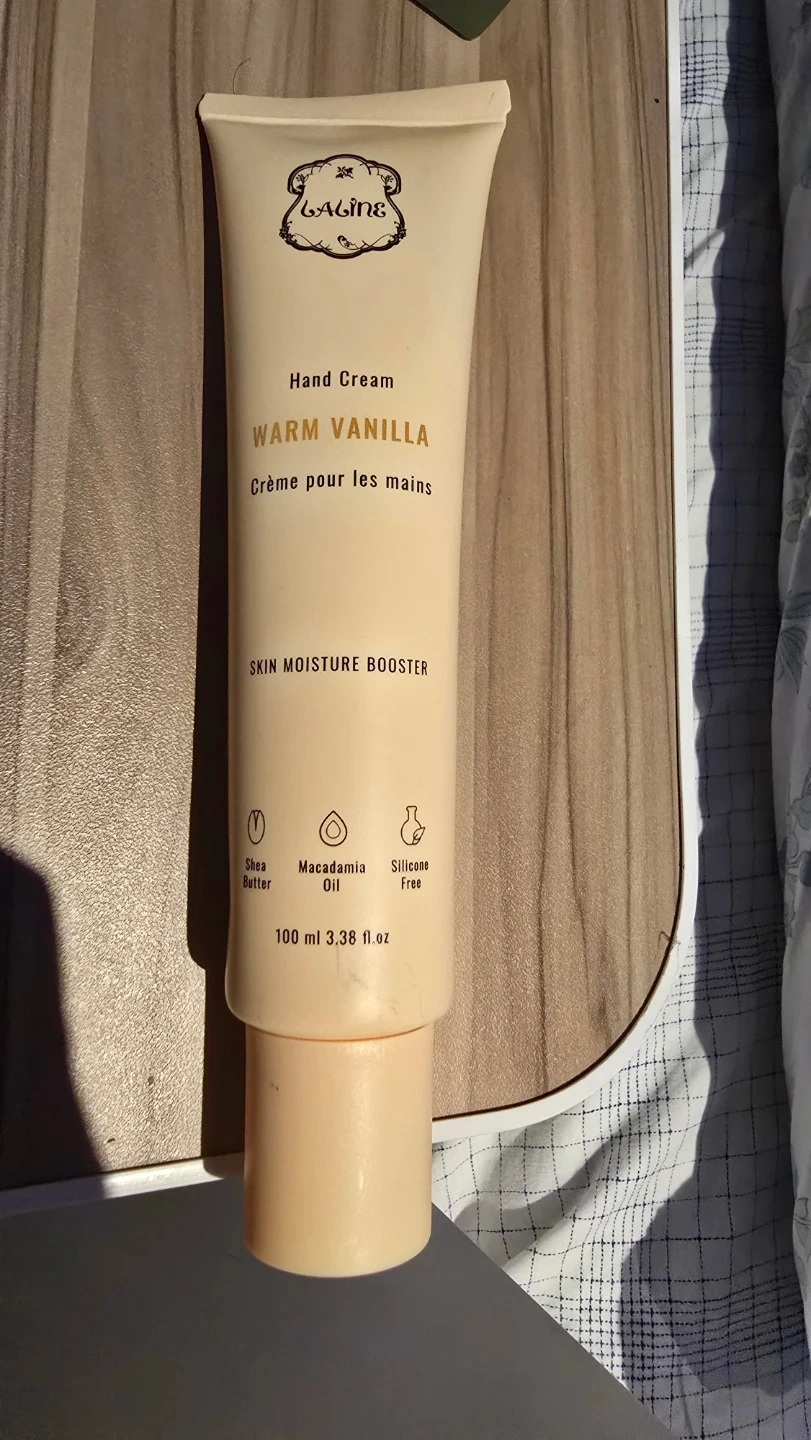 LALINE
Hand Cream
WARM VANILLA
Crème pour les mains
SKIN MOISTURE BOOSTER
Shea Butter
Macadamia Oil
Silicone Free
100 ml 3.38 fl.oz